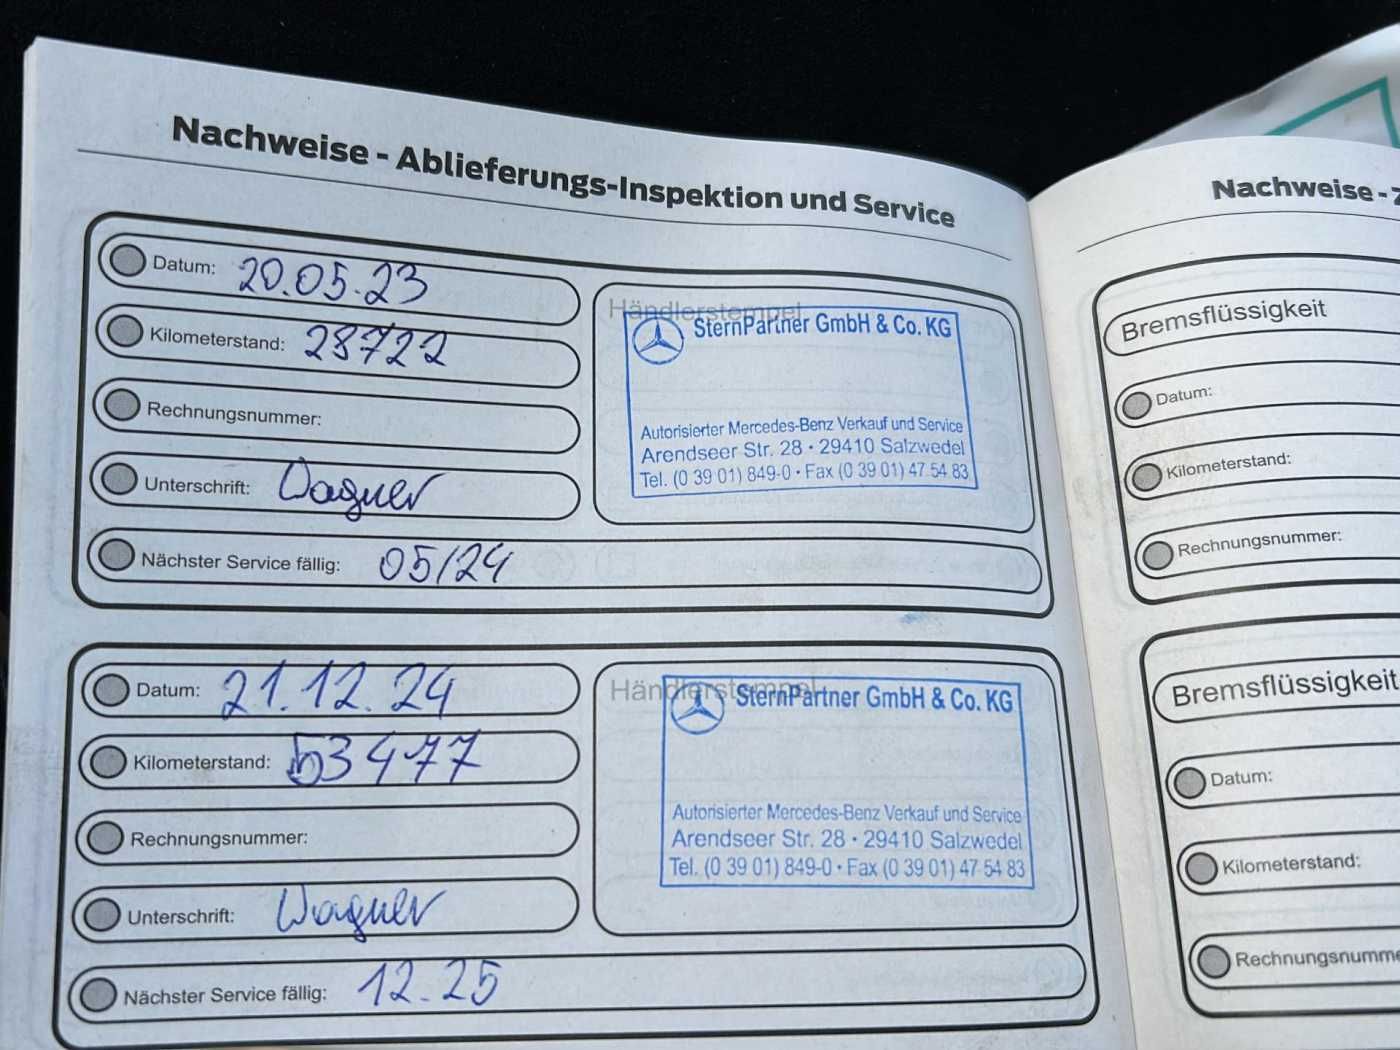 Nachweise - Ablieferungs-Inspektion und Service
Datum: 20.05.23
Kilometerstand: 28722
Rechnungsnummer:
Unterschrift: Wagner
Nächster Service fällig: 05/24
Händlerstempel
SternPartner GmbH & Co. KG
Autorisierter Mercedes-Benz Verkauf und Service
Arendseer Str. 28 · 29410 Salzwedel
Tel. (0 39 01) 849-0 · Fax (0 39 01) 47 54 83
Datum: 21.12.24
Kilometerstand: 53477
Rechnungsnummer:
Unterschrift: Wagner
Nächster Service fällig: 12.25
Händlerstempel
SternPartner GmbH & Co. KG
Autorisierter Mercedes-Benz Verkauf und Service
Arendseer Str. 28 · 29410 Salzwedel
Tel. (0 39 01) 849-0 · Fax (0 39 01) 47 54 83
Nachweise -
Bremsflüssigkeit
Datum:
Kilometerstand:
Rechnungsnummer:
Bremsflüssigkeit
Datum:
Kilometerstand:
Rechnungsnumme